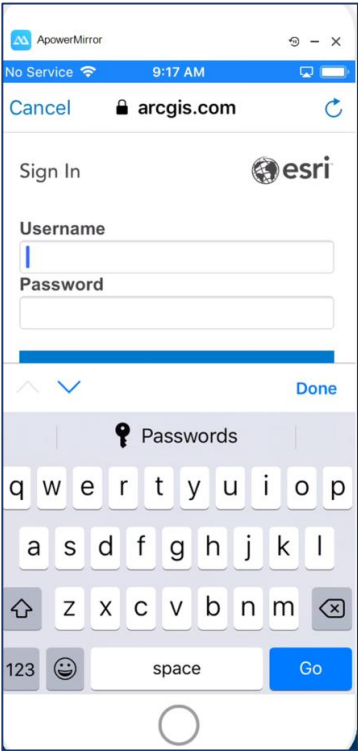 ApowerMirror
No Service 9:17 AM
Cancel arcgis.com
Sign In esri
Username
Password
Done
Passwords
q w e r t y u i o p
a s d f g h j k l
z x c v b n m
123 space Go